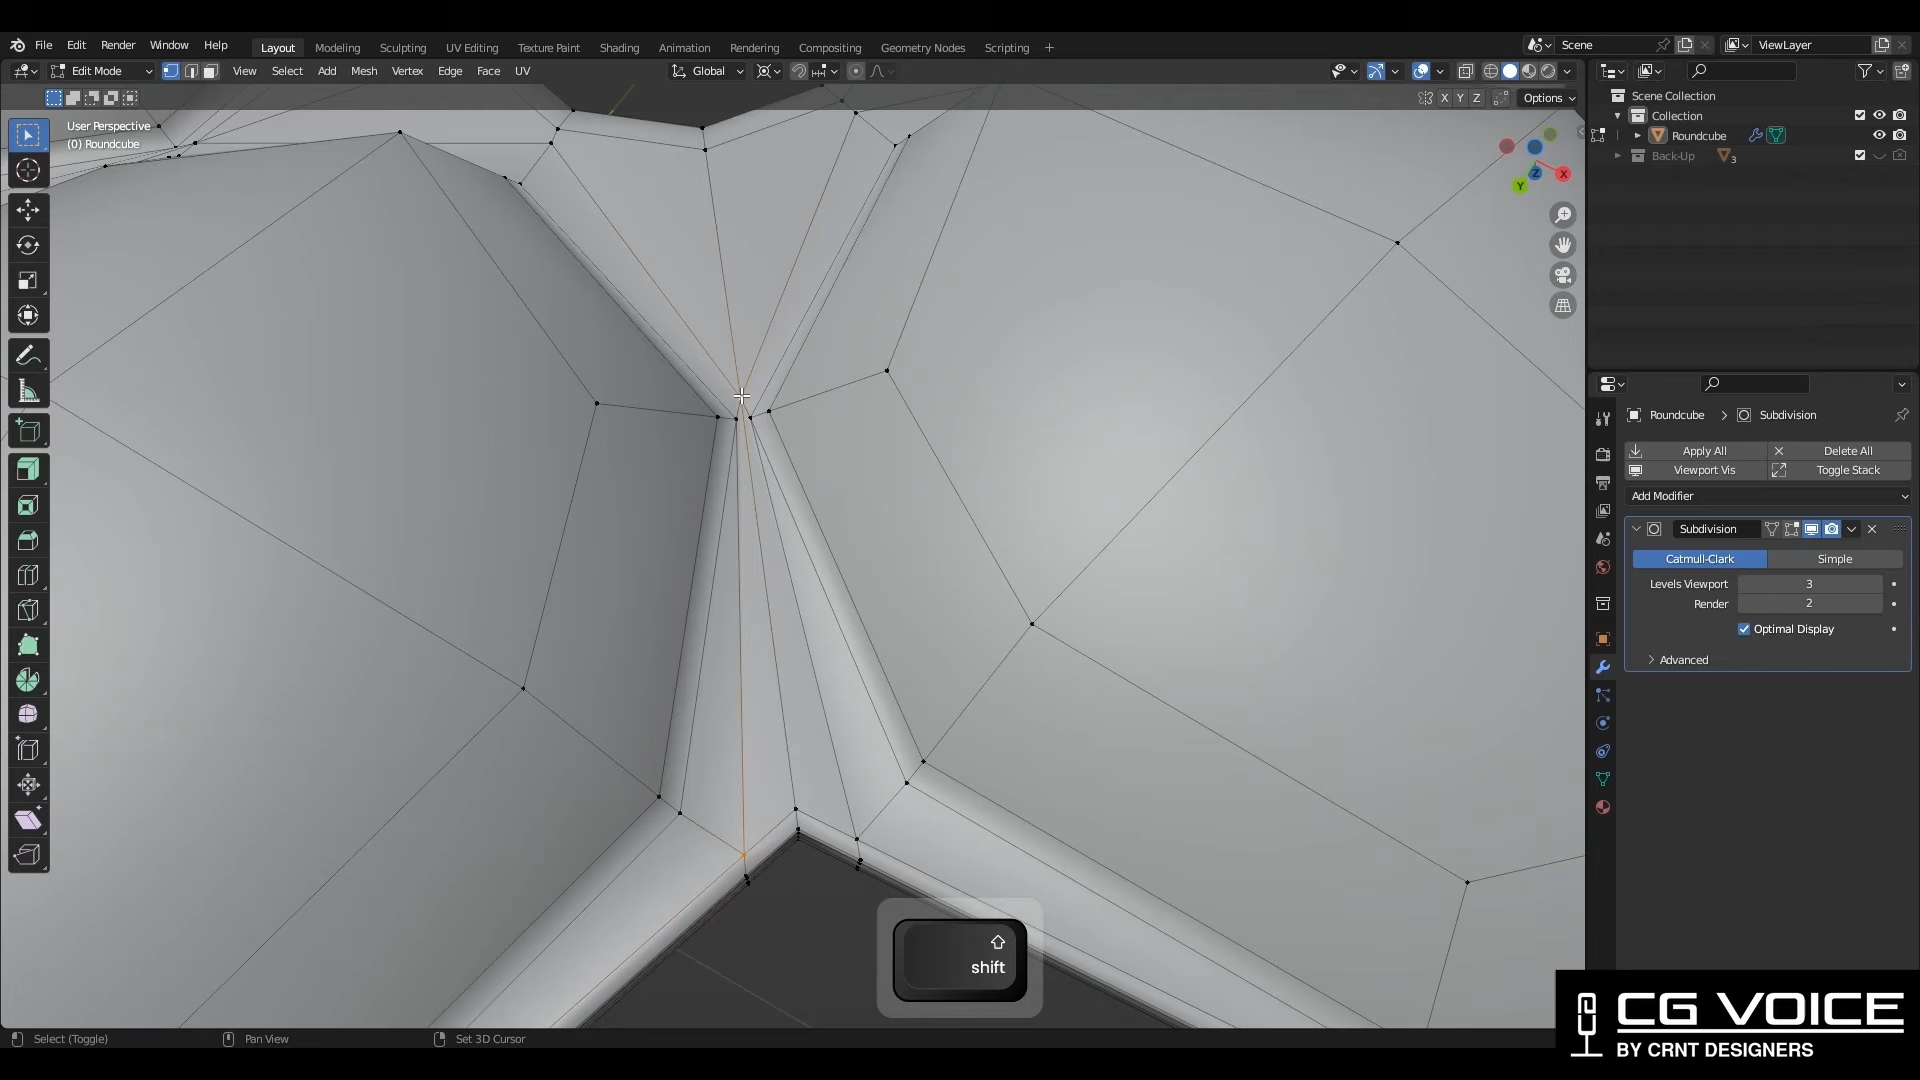 File Edit Render Window Help Layout Modeling Sculpting UV Editing Texture Paint Shading Animation Rendering Compositing Geometry Nodes Scripting + Scene ViewLayer
Edit Mode View Select Add Mesh Vertex Edge Face UV Global
X Y Z Options
User Perspective
(0) Roundcube
Scene Collection
Collection
Roundcube
Back-Up 3
X
Y
Z
Roundcube > Subdivision
Apply All Delete All
Viewport Vis Toggle Stack
Add Modifier
Subdivision
Catmull-Clark Simple
Levels Viewport 3
Render 2
Optimal Display
Advanced
shift
Select (Toggle) Pan View Set 3D Cursor
CG VOICE
BY CRNT DESIGNERS